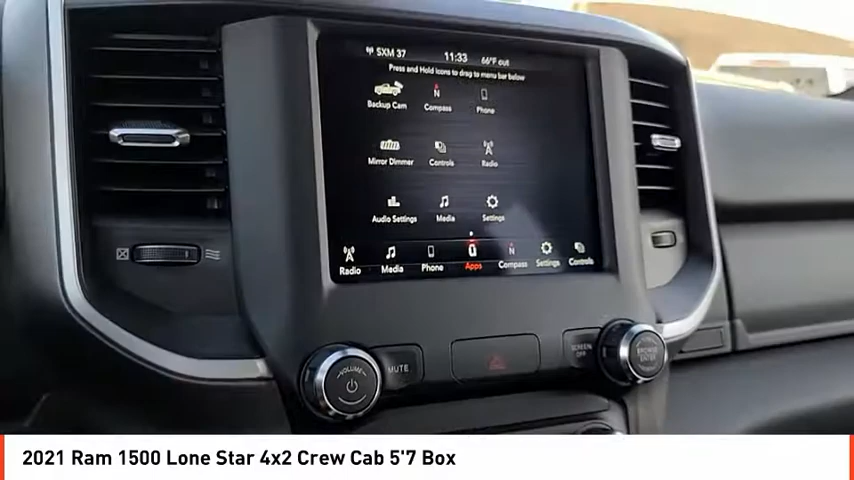 SXM 37 11:33 66°F out
Press and Hold icons to drag to menu bar below
Backup Cam Compass Phone
Mirror Dimmer Controls Radio
Audio Settings Media Settings
Radio Media Phone Apps Compass Settings Controls
VOLUME MUTE SCREEN OFF BROWSE ENTER
2021 Ram 1500 Lone Star 4x2 Crew Cab 5'7 Box